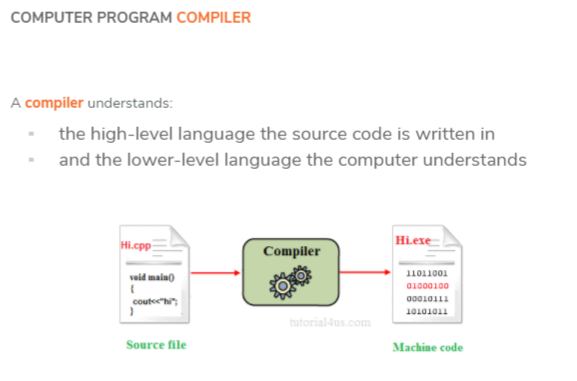 COMPUTER PROGRAM COMPILER
A compiler understands:
▪ the high-level language the source code is written in
▪ and the lower-level language the computer understands
Hi.cpp
void main()
{
cout<<"hi";
}
Source file
Compiler
tutorial4us.com
Hi.exe
11011001
01000100
00010111
10101011
Machine code